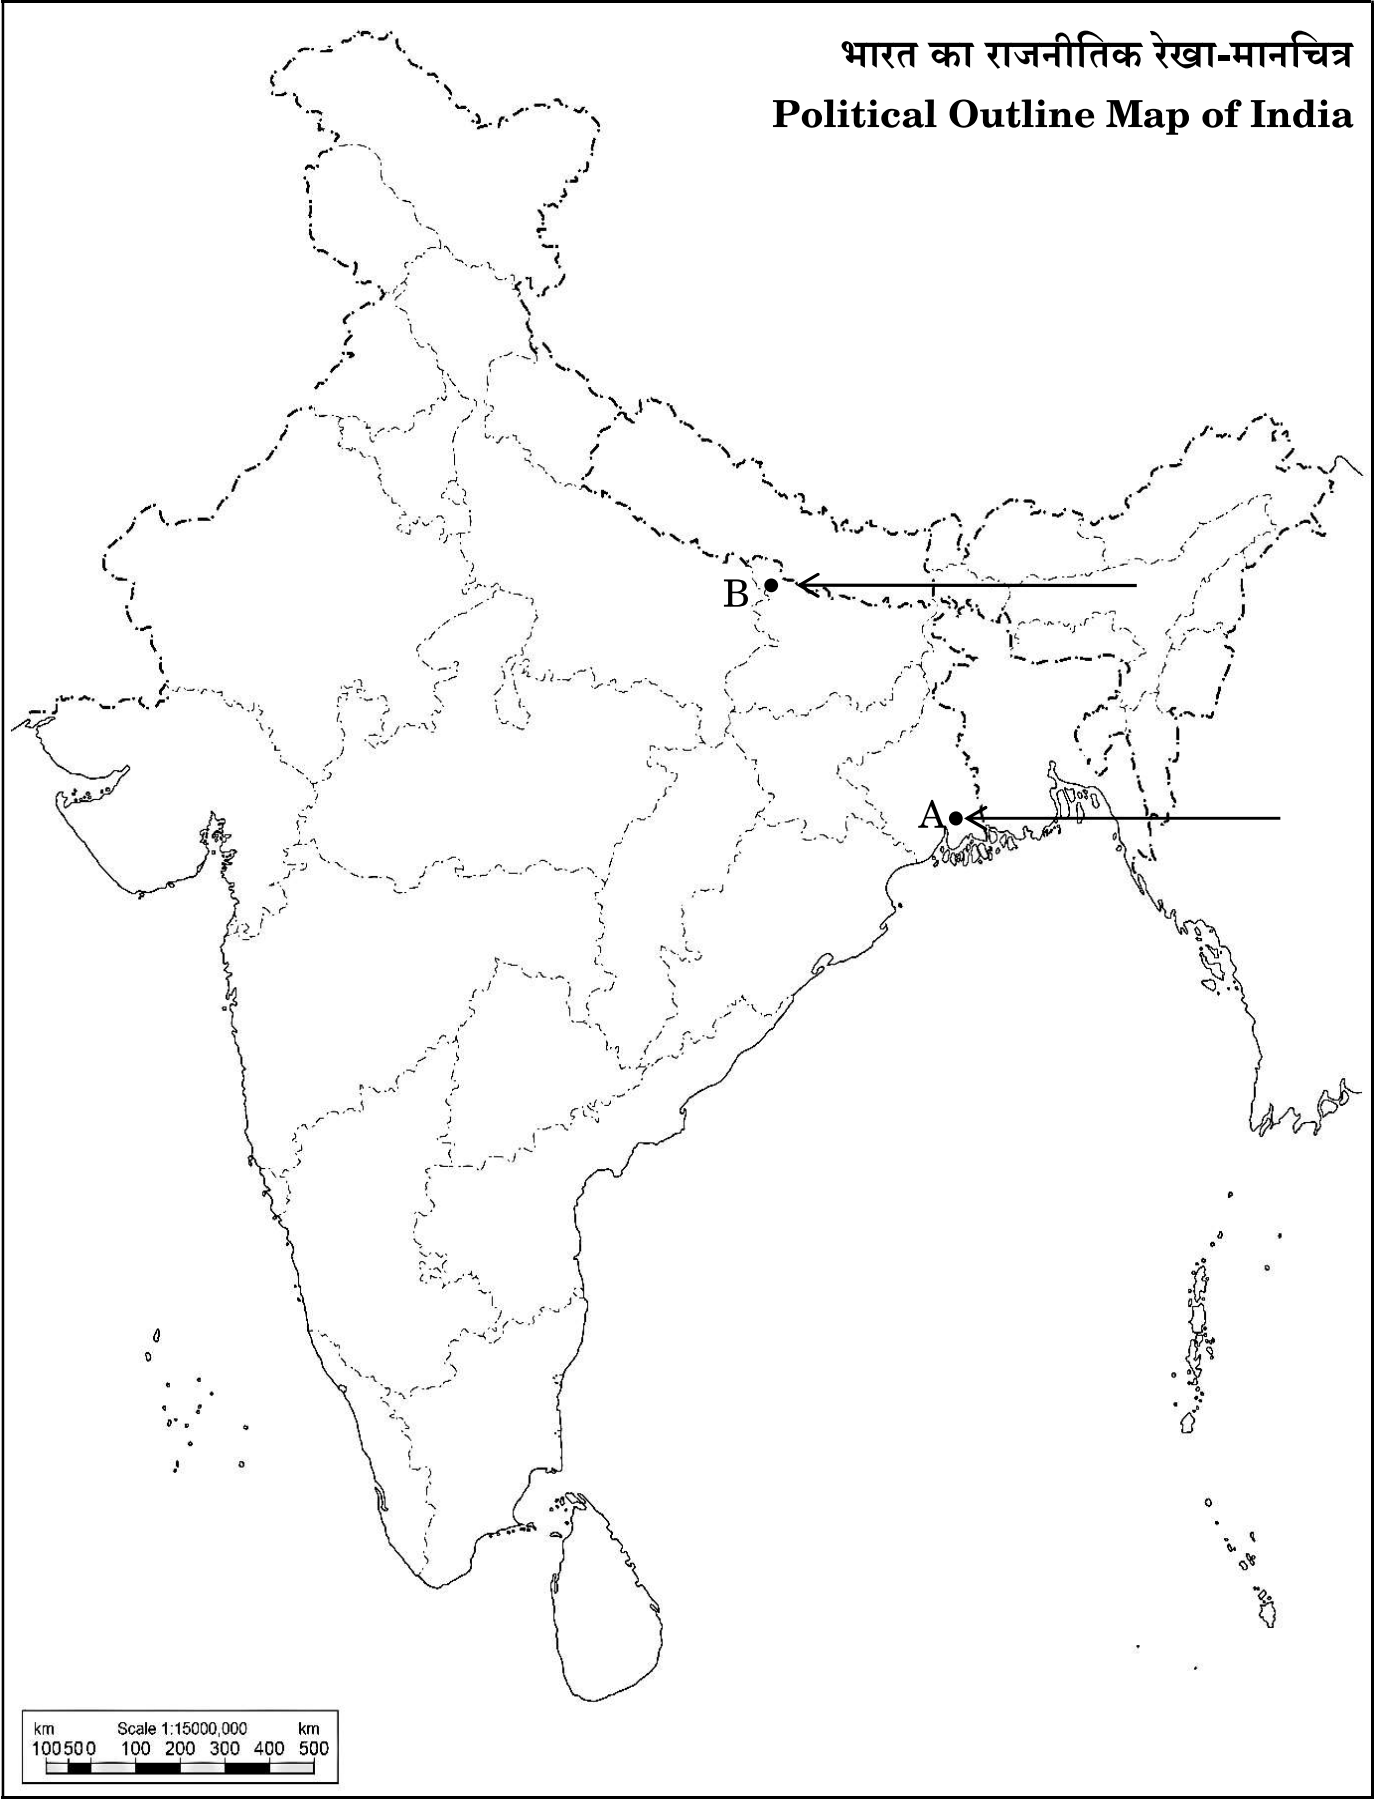 भारत का राजनीतिक रेखा-मानचित्र
Political Outline Map of India
B
A
km Scale 1:15000,000 km
100 50 0 100 200 300 400 500